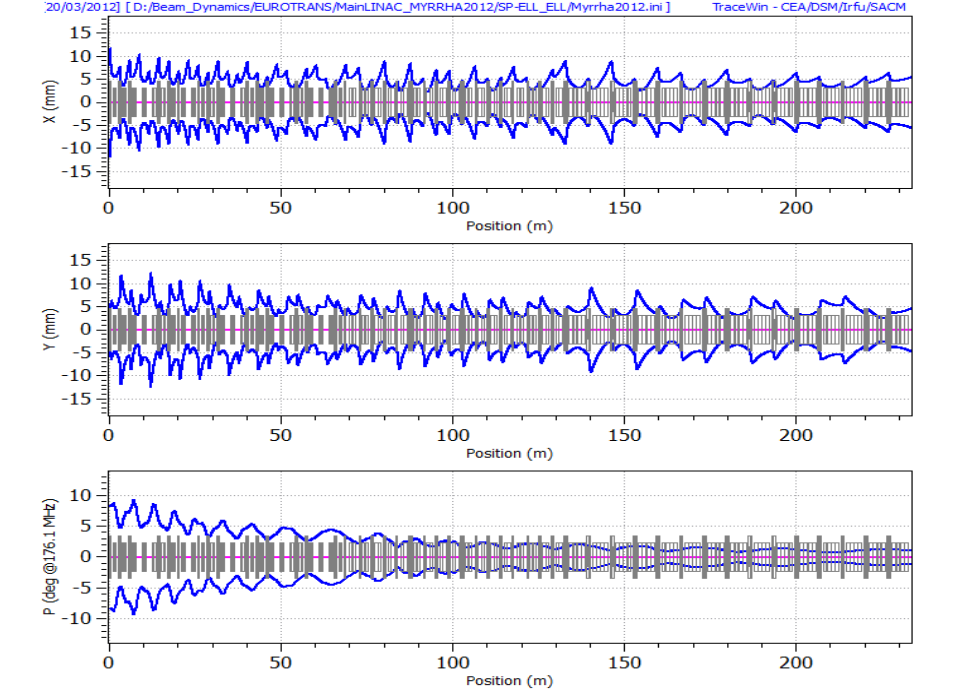 20/03/2012] [ D:/Beam_Dynamics/EUROTRANS/MainLINAC_MYRRHA2012/SP-ELL_ELL/Myrrha2012.ini ] TraceWin - CEA/DSM/Irfu/SACM
X (mm)
15
10
5
0
-5
-10
-15
0 50 100 150 200
Position (m)
Y (mm)
15
10
5
0
-5
-10
-15
0 50 100 150 200
Position (m)
P (deg @176.1 MHz)
10
5
0
-5
-10
0 50 100 150 200
Position (m)